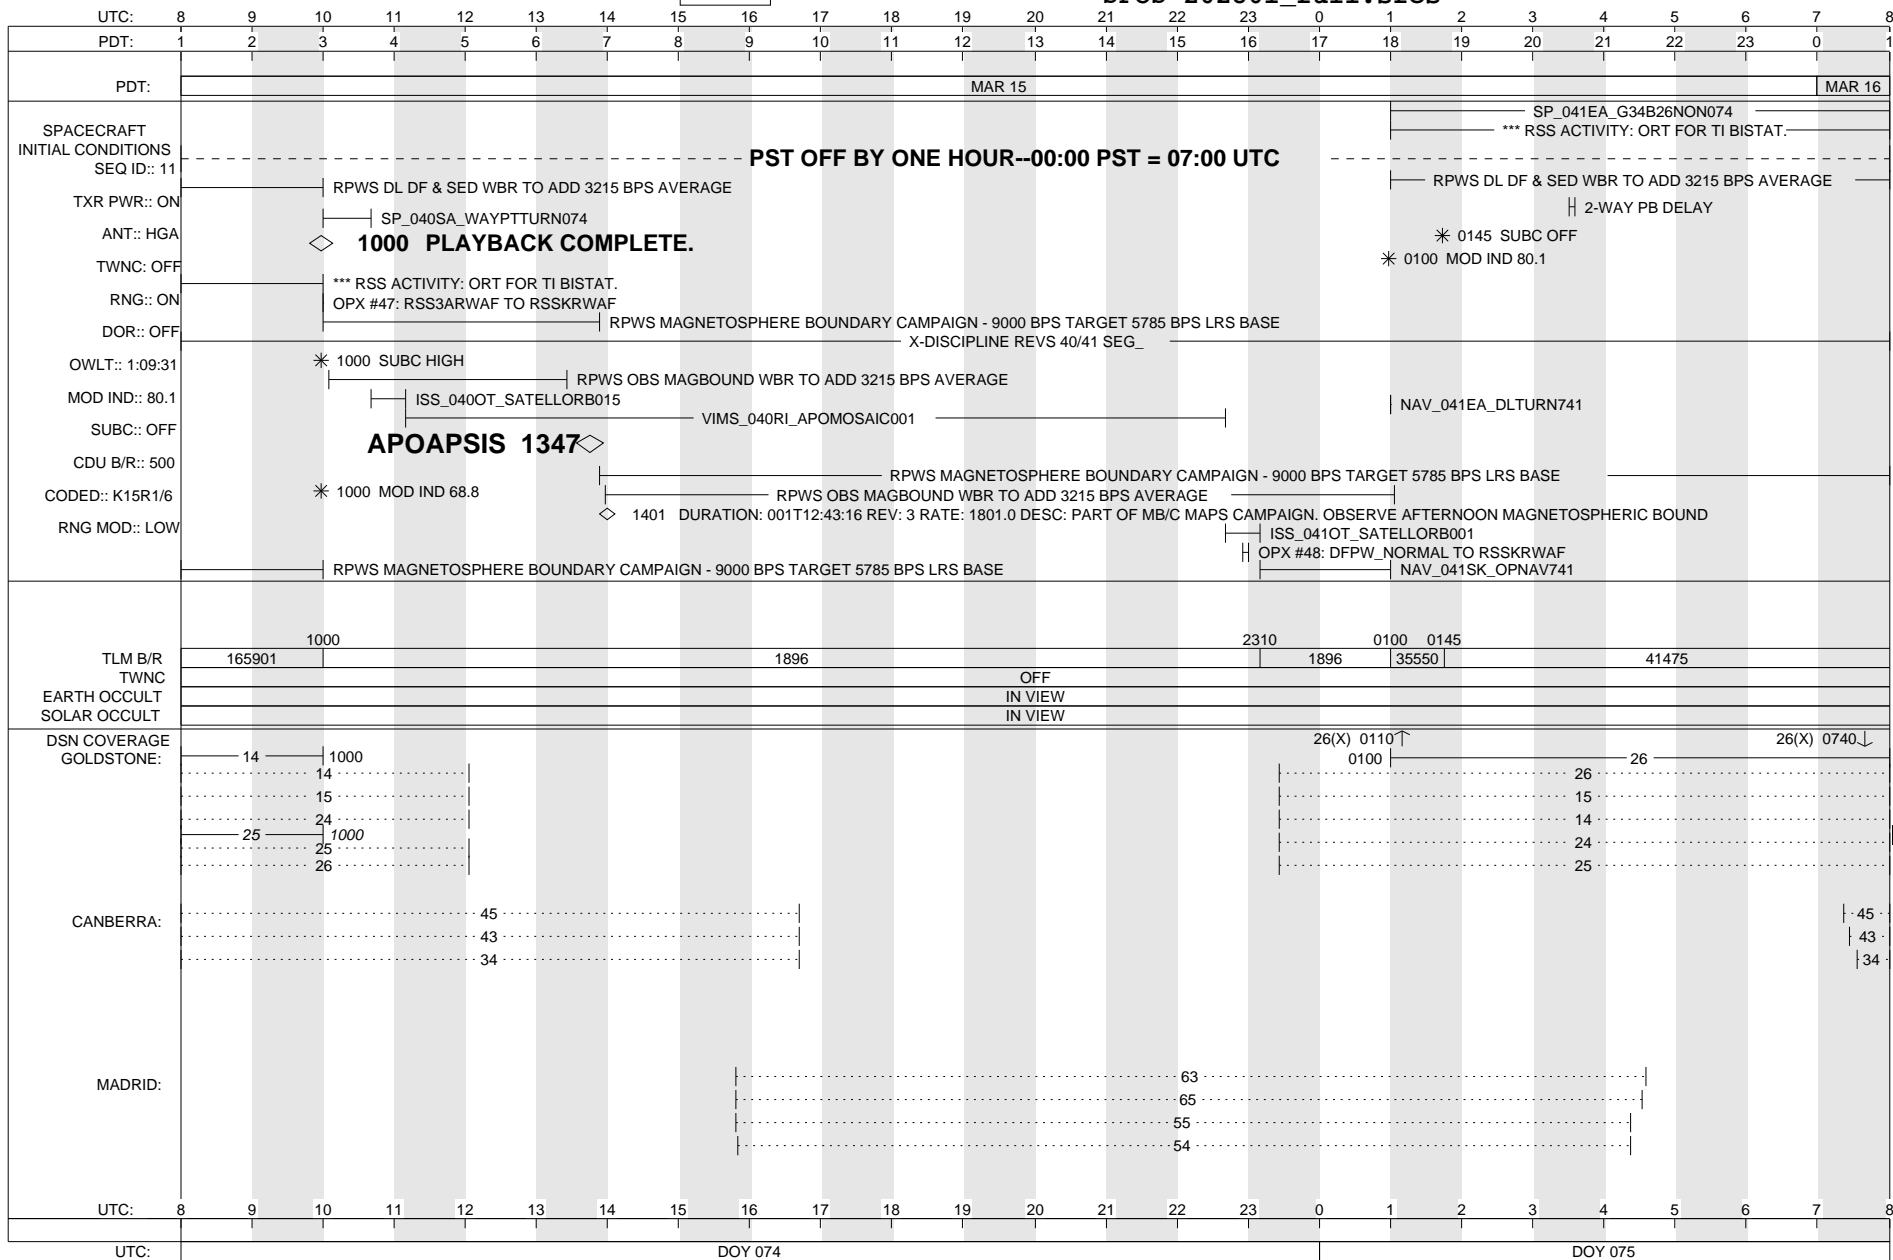 UTC: 8 9 10 11 12 13 14 15 16 17 18 19 20 21 22 23 0 1 2 3 4 5 6 7 8
PDT: 1 2 3 4 5 6 7 8 9 10 11 12 13 14 15 16 17 18 19 20 21 22 23 0 1
PDT: MAR 15 MAR 16
SP_041EA_G34B26NON074
SPACECRAFT
*** RSS ACTIVITY: ORT FOR TI BISTAT.
INITIAL CONDITIONS
PST OFF BY ONE HOUR--00:00 PST = 07:00 UTC
SEQ ID:: 11
RPWS DL DF & SED WBR TO ADD 3215 BPS AVERAGE
RPWS DL DF & SED WBR TO ADD 3215 BPS AVERAGE
TXR PWR:: ON
2-WAY PB DELAY
SP_040SA_WAYPTTURN074
ANT:: HGA
0145 SUBC OFF
1000 PLAYBACK COMPLETE.
0100 MOD IND 80.1
TWNC: OFF
*** RSS ACTIVITY: ORT FOR TI BISTAT.
RNG:: ON
OPX #47: RSS3ARWAF TO RSSKRWAF
RPWS MAGNETOSPHERE BOUNDARY CAMPAIGN - 9000 BPS TARGET 5785 BPS LRS BASE
DOR:: OFF
X-DISCIPLINE REVS 40/41 SEG_
OWLT:: 1:09:31
1000 SUBC HIGH
RPWS OBS MAGBOUND WBR TO ADD 3215 BPS AVERAGE
MOD IND:: 80.1
ISS_040OT_SATELLORB015
NAV_041EA_DLTURN741
VIMS_040RI_APOMOSAIC001
SUBC:: OFF
APOAPSIS 1347
CDU B/R:: 500
RPWS MAGNETOSPHERE BOUNDARY CAMPAIGN - 9000 BPS TARGET 5785 BPS LRS BASE
CODED:: K15R1/6
1000 MOD IND 68.8
RPWS OBS MAGBOUND WBR TO ADD 3215 BPS AVERAGE
1401 DURATION: 001T12:43:16 REV: 3 RATE: 1801.0 DESC: PART OF MB/C MAPS CAMPAIGN. OBSERVE AFTERNOON MAGNETOSPHERIC BOUND
RNG MOD:: LOW
ISS_041OT_SATELLORB001
OPX #48: DFPW_NORMAL TO RSSKRWAF
RPWS MAGNETOSPHERE BOUNDARY CAMPAIGN - 9000 BPS TARGET 5785 BPS LRS BASE
NAV_041SK_OPNAV741
1000 2310 0100 0145
TLM B/R 165901 1896 1896 35550 41475
TWNC OFF
EARTH OCCULT IN VIEW
SOLAR OCCULT IN VIEW
DSN COVERAGE 26(X) 0110 26(X) 0740
GOLDSTONE: 14 1000 0100 26
14 26
15 15
24 14
25 1000
24
25
26 25
CANBERRA: 45 45
43 43
34 34
MADRID: 63
65
55
54
UTC: 8 9 10 11 12 13 14 15 16 17 18 19 20 21 22 23 0 1 2 3 4 5 6 7 8
UTC: DOY 074 DOY 075